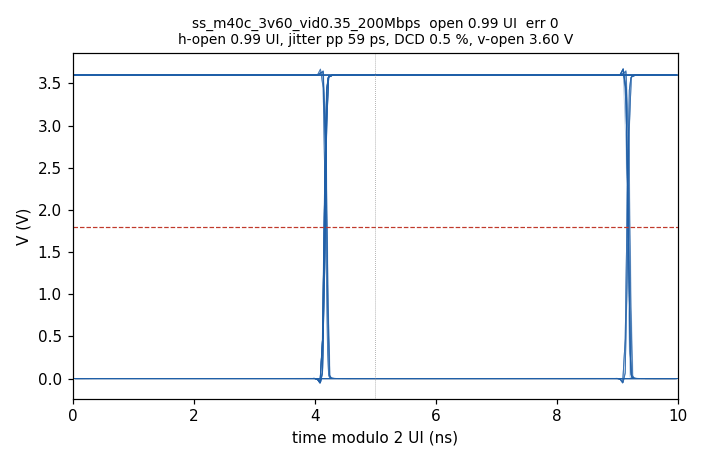 ss_m40c_3v60_vid0.35_200Mbps  open 0.99 UI  err 0
h-open 0.99 UI, jitter pp 59 ps, DCD 0.5 %, v-open 3.60 V
3.5
3.0
2.5
2.0
1.5
1.0
0.5
0.0
V (V)
0 2 4 6 8 10
time modulo 2 UI (ns)